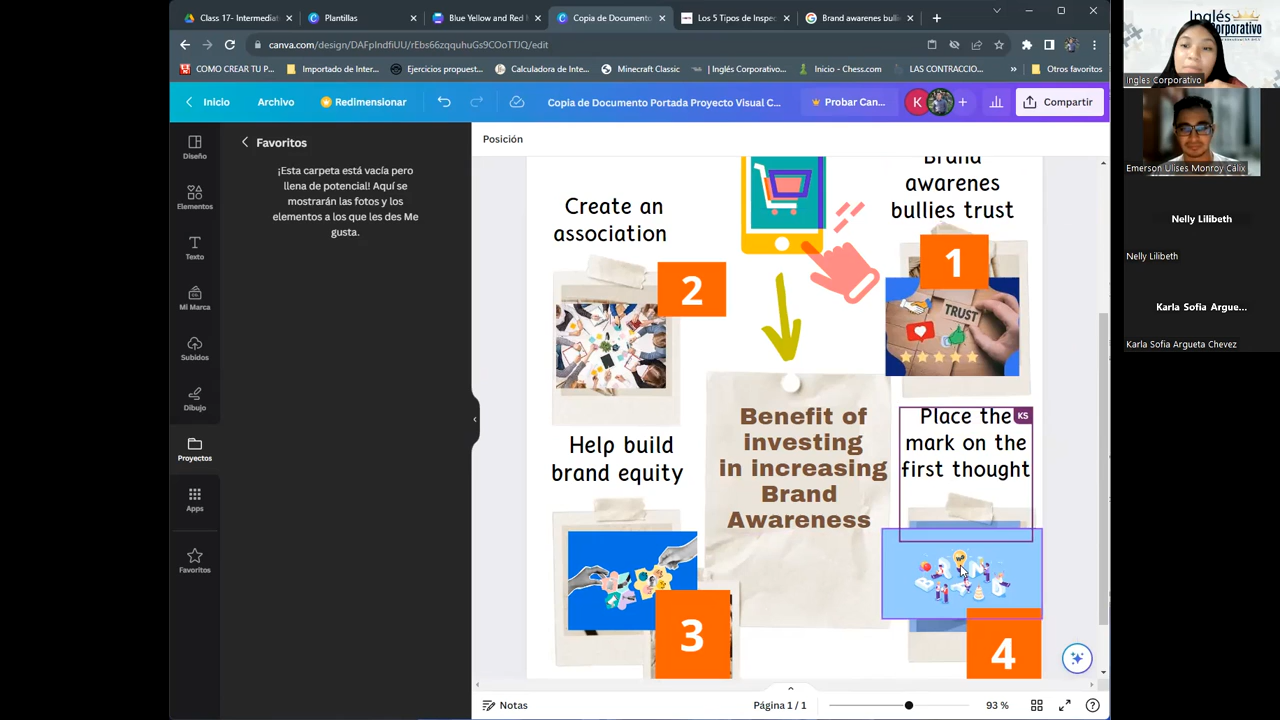 Class 17- Intermediat
Plantillas
Blue Yellow and Red M
Copia de Documento
Los 5 Tipos de Inspec
Brand awarenes bulli
canva.com/design/DAFpIndfiUU/rEbs66zqquhuGs9COoTTJQ/edit
COMO CREAR TU P...
Importado de Inter...
Ejercicios propuest...
Calculadora de Inte...
Minecraft Classic
| Inglés Corporativo...
Inicio - Chess.com
LAS CONTRACCIO...
»
Otros favoritos
Inicio
Archivo
Redimensionar
Copia de Documento Portada Proyecto Visual C...
Probar Can...
K
Compartir
Diseño
Elementos
Texto
Mi Marca
Subidos
Dibujo
Proyectos
Apps
Favoritos
Favoritos
¡Esta carpeta está vacía pero
llena de potencial! Aquí se
mostrarán las fotos y los
elementos a los que les des Me
gusta.
Posición
Create an
association
2
Brand
awarenes
bullies trust
1
TRUST
Help build
brand equity
3
Benefit of
investing
in increasing
Brand
Awareness
Place the
mark on the
first thought
KS
4
Notas
Página 1 / 1
93 %
Inglés
Corporativo
Ingles Corporativo
Emerson Ulises Monroy Cálix
Nelly Lilibeth
Nelly Lilibeth
Karla Sofia Argue...
Karla Sofia Argueta Chevez